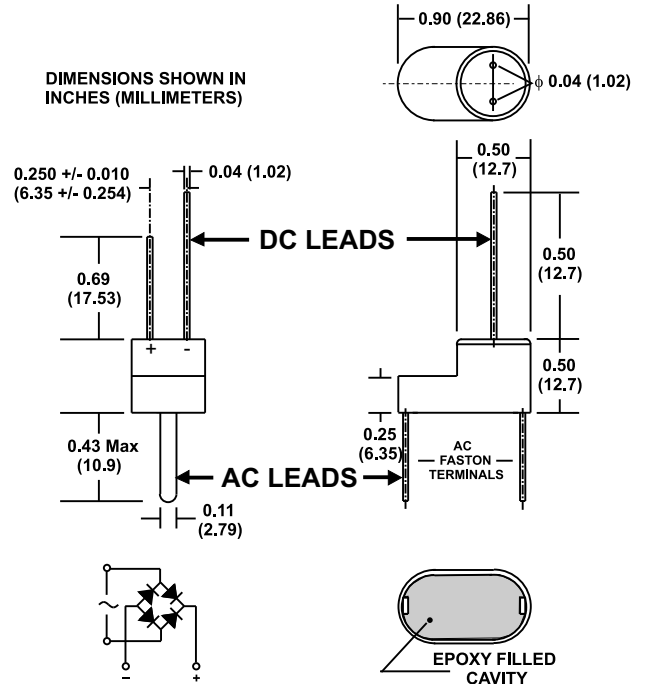 0.90 (22.86)
DIMENSIONS SHOWN IN
INCHES (MILLIMETERS)
ϕ 0.04 (1.02)
0.50
(12.7)
0.250 +/- 0.010
(6.35 +/- 0.254)
0.04 (1.02)
DC LEADS
0.69
(17.53)
0.50
(12.7)
+ -
0.50
(12.7)
0.43 Max
(10.9)
0.25
(6.35)
AC
FASTON
TERMINALS
AC LEADS
0.11
(2.79)
~
- +
EPOXY FILLED
CAVITY